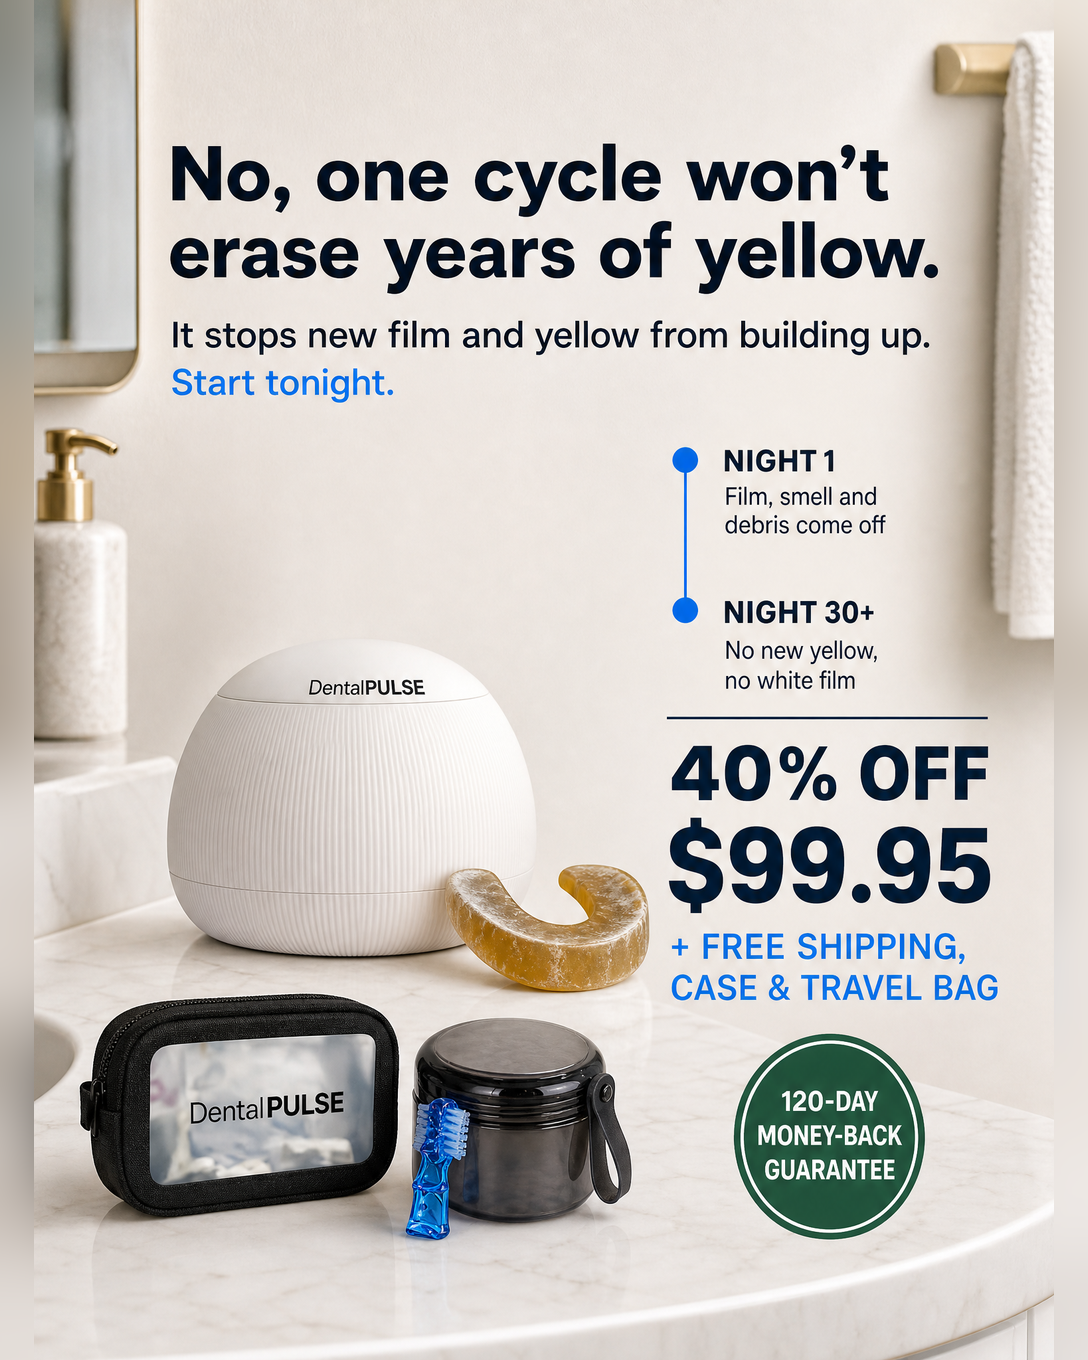 No, one cycle won’t
erase years of yellow.
It stops new film and yellow from building up.
Start tonight.
NIGHT 1
Film, smell and
debris come off
NIGHT 30+
No new yellow,
no white film
DentalPULSE
40% OFF
$99.95
+ FREE SHIPPING,
CASE & TRAVEL BAG
DentalPULSE
120-DAY
MONEY-BACK
GUARANTEE